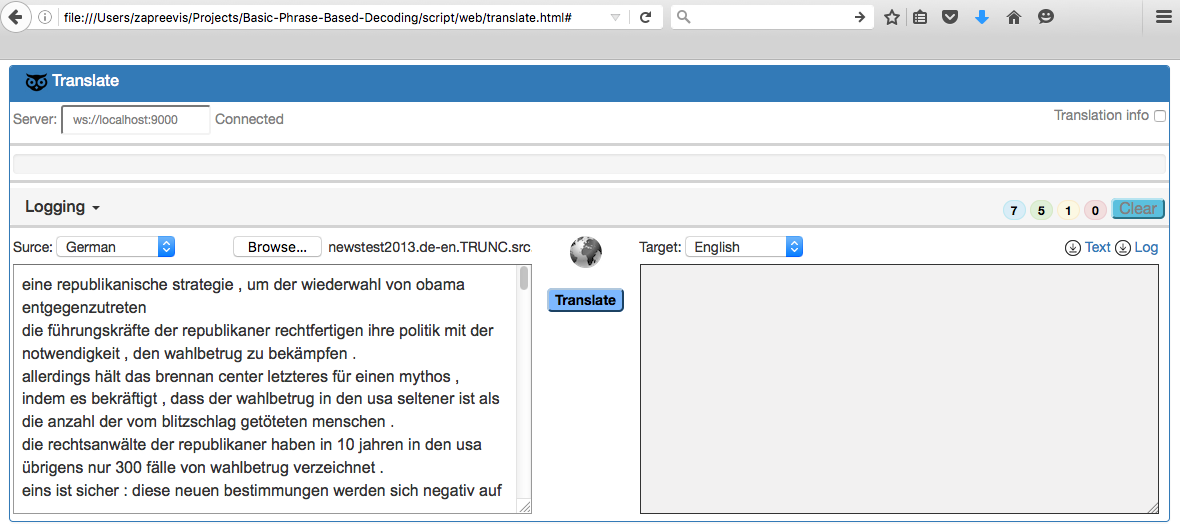 file:///Users/zapreevis/Projects/Basic-Phrase-Based-Decoding/script/web/translate.html#
Translate
Server: ws://localhost:9000 Connected
Translation info
Logging
7 5 1 0 Clear
Surce: German Browse... newstest2013.de-en.TRUNC.src
Target: English Text Log
Translate
eine republikanische strategie , um der wiederwahl von obama
entgegenzutreten
die führungskräfte der republikaner rechtfertigen ihre politik mit der
notwendigkeit , den wahlbetrug zu bekämpfen .
allerdings hält das brennan center letzteres für einen mythos ,
indem es bekräftigt , dass der wahlbetrug in den usa seltener ist als
die anzahl der vom blitzschlag getöteten menschen .
die rechtsanwälte der republikaner haben in 10 jahren in den usa
übrigens nur 300 fälle von wahlbetrug verzeichnet .
eins ist sicher : diese neuen bestimmungen werden sich negativ auf